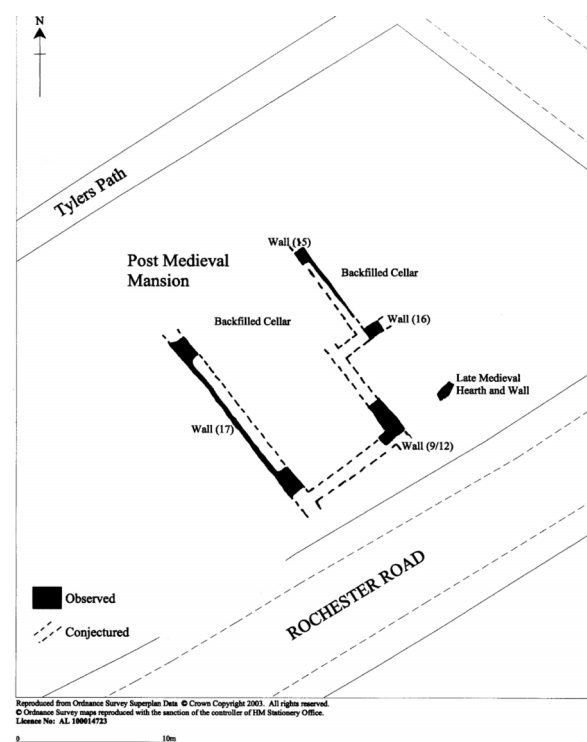 N
Tylers Path
Wall (15)
Post Medieval
Mansion
Backfilled Cellar
Backfilled Cellar
Wall (16)
Late Medieval
Hearth and Wall
Wall (17)
Wall (9/12)
ROCHESTER ROAD
Observed
Conjectured
Reproduced from Ordnance Survey Superplan Data © Crown Copyright 2003. All rights reserved.
© Ordnance Survey maps reproduced with the sanction of the controller of HM Stationery Office.
Licence No: AL 100014723
0 10m